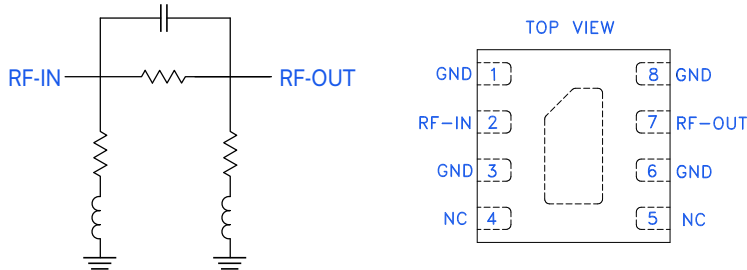 RF-IN
RF-OUT
TOP VIEW
GND 1
8 GND
RF-IN 2
7 RF-OUT
GND 3
6 GND
NC 4
5 NC